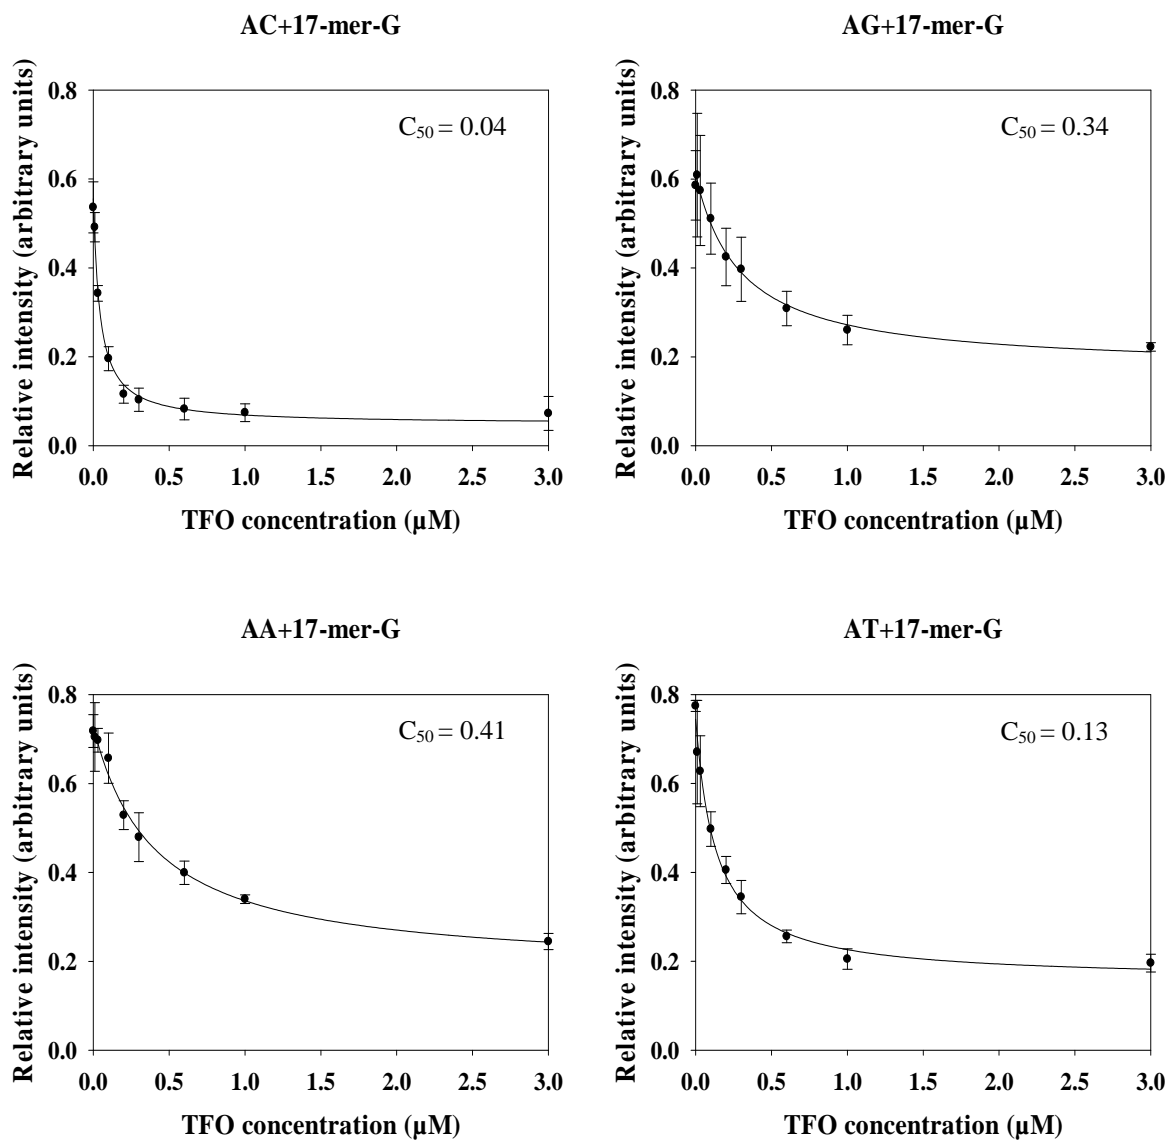 AC+17-mer-G
Relative intensity (arbitrary units)
0.8
0.6
0.4
0.2
0.0
C₅₀ = 0.04
0.0 0.5 1.0 1.5 2.0 2.5 3.0
TFO concentration (µM)
AG+17-mer-G
Relative intensity (arbitrary units)
0.8
0.6
0.4
0.2
0.0
C₅₀ = 0.34
0.0 0.5 1.0 1.5 2.0 2.5 3.0
TFO concentration (µM)
AA+17-mer-G
Relative intensity (arbitrary units)
0.8
0.6
0.4
0.2
0.0
C₅₀ = 0.41
0.0 0.5 1.0 1.5 2.0 2.5 3.0
TFO concentration (µM)
AT+17-mer-G
Relative intensity (arbitrary units)
0.8
0.6
0.4
0.2
0.0
C₅₀ = 0.13
0.0 0.5 1.0 1.5 2.0 2.5 3.0
TFO concentration (µM)